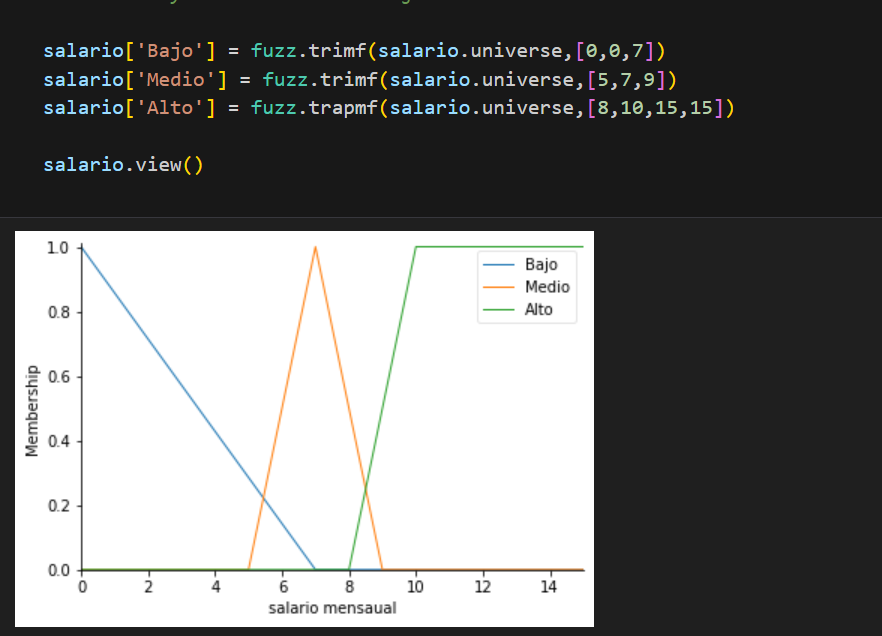 salario['Bajo'] = fuzz.trimf(salario.universe,[0,0,7])
salario['Medio'] = fuzz.trimf(salario.universe,[5,7,9])
salario['Alto'] = fuzz.trapmf(salario.universe,[8,10,15,15])
salario.view()
1.0
0.8
0.6
0.4
0.2
0.0
Membership
Bajo
Medio
Alto
0 2 4 6 8 10 12 14
salario mensaual